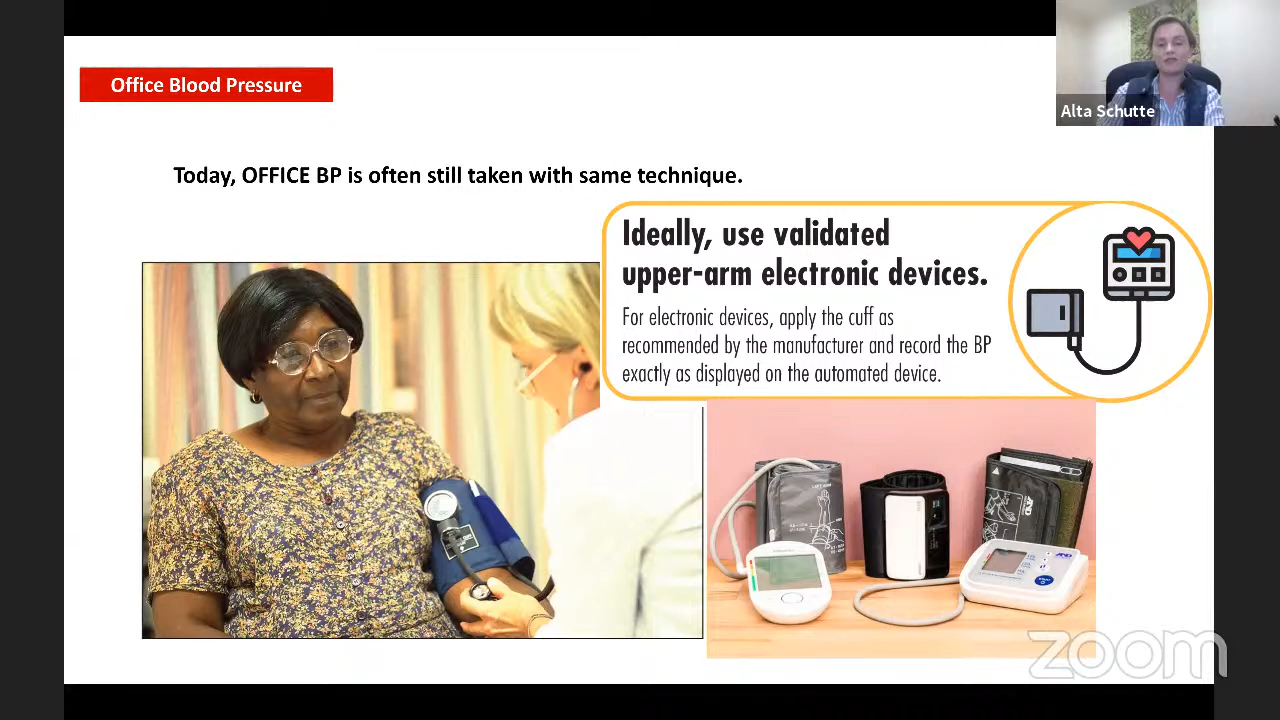 Office Blood Pressure
Alta Schutte
Today, OFFICE BP is often still taken with same technique.
Ideally, use validated
upper-arm electronic devices.
For electronic devices, apply the cuff as
recommended by the manufacturer and record the BP
exactly as displayed on the automated device.
AND
zoom